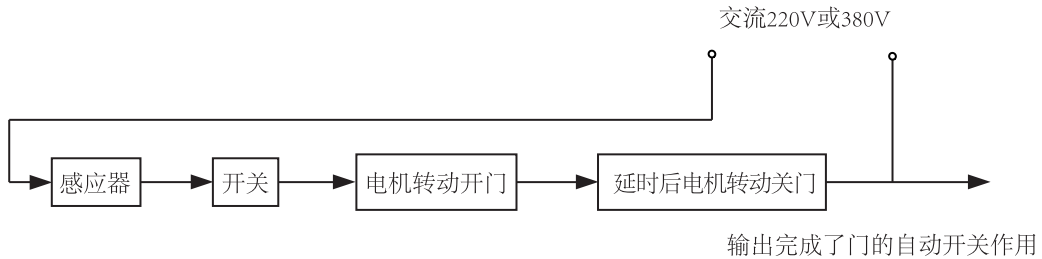 交流220V或380V
感应器
开关
电机转动开门
延时后电机转动关门
输出完成了门的自动开关作用